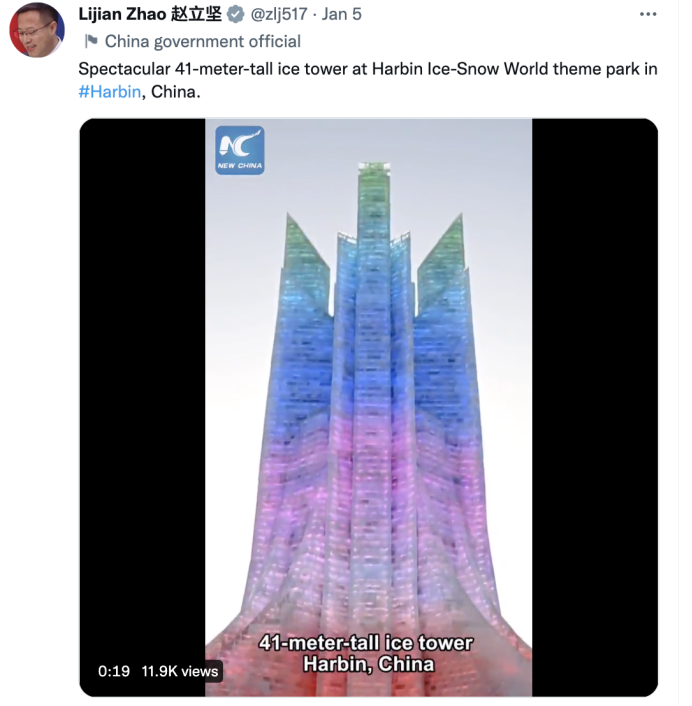 Lijian Zhao 赵立坚 @zlj517 · Jan 5
China government official
Spectacular 41-meter-tall ice tower at Harbin Ice-Snow World theme park in
#Harbin, China.
NC
NEW CHINA
41-meter-tall ice tower
Harbin, China
0:19 11.9K views